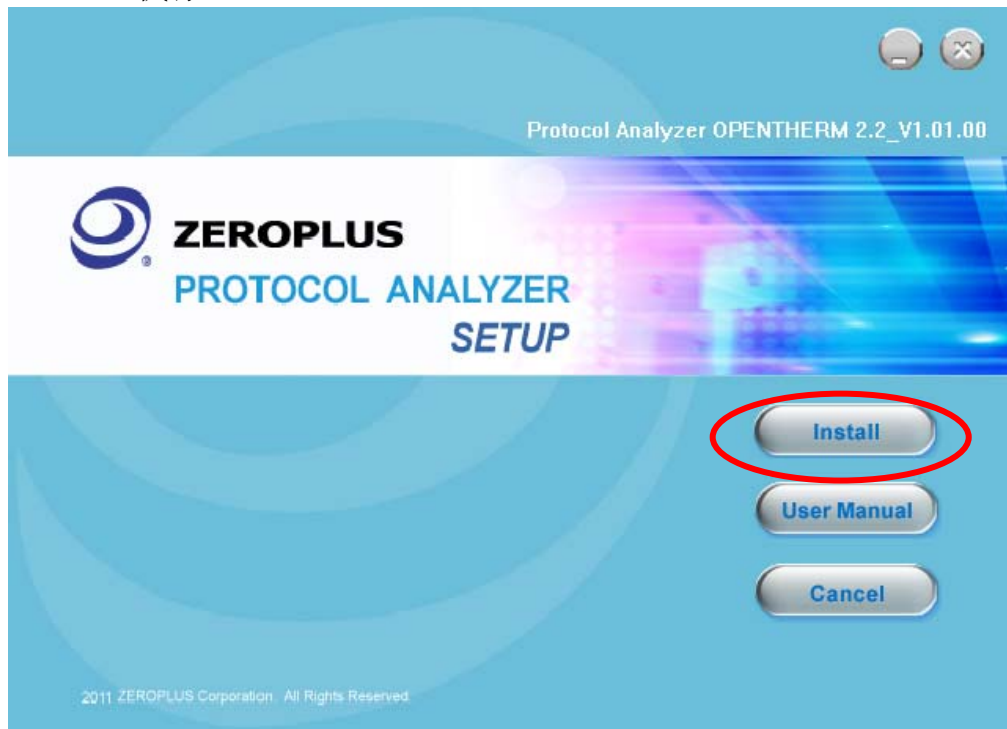 Protocol Analyzer OPENTHERM 2.2_V1.01.00
ZEROPLUS
®
PROTOCOL ANALYZER
SETUP
Install
User Manual
Cancel
2011 ZEROPLUS Corporation. All Rights Reserved.